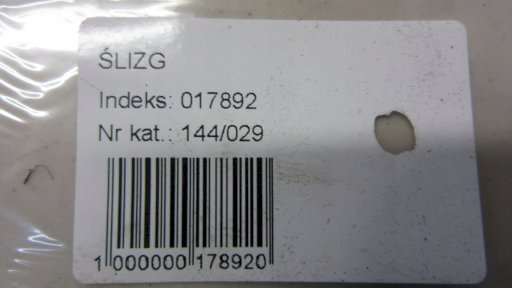 ŚLIZG
Indeks: 017892
Nr kat.: 144/029
1 000000 178920